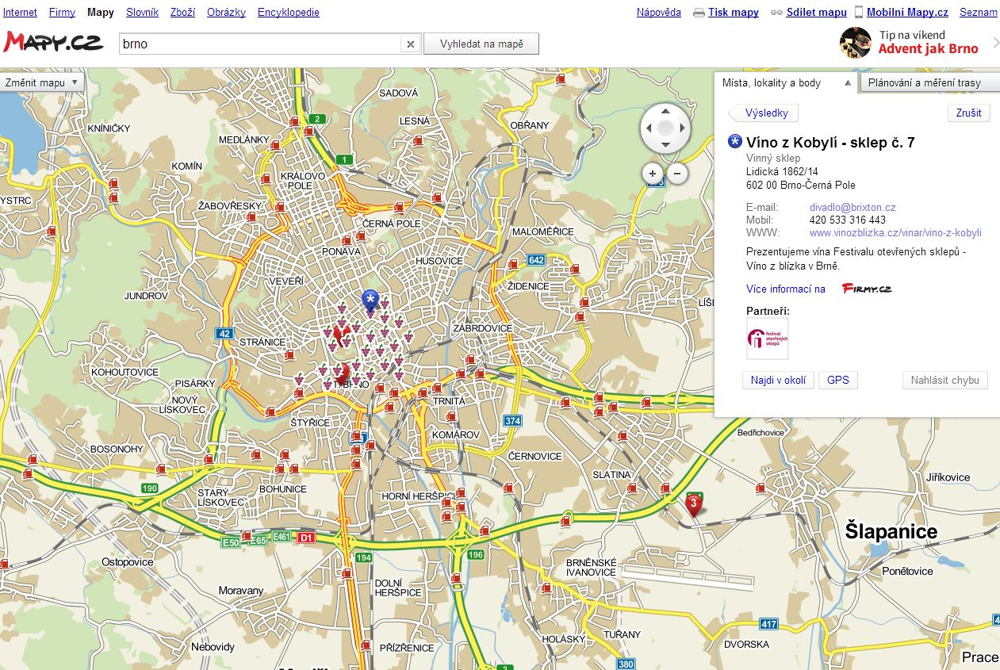 Internet Firmy Mapy Slovník Zboží Obrázky Encyklopedie
Nápověda Tisk mapy Sdílet mapu Mobilní Mapy.cz Seznam
MAPY.CZ
brno
Vyhledat na mapě
Tip na víkend
Advent jak Brno
Změnit mapu
Místa, lokality a body
Plánování a měření trasy
Výsledky
Zrušit
Víno z Kobylí - sklep č. 7
Vinný sklep
Lidická 1862/14
602 00 Brno-Černá Pole
E-mail: divadlo@brixton.cz
Mobil: 420 533 316 443
WWW: www.vinozblizka.cz/vinar/vino-z-kobyli
Prezentujeme vína Festivalu otevřených sklepů -
Víno z blízka v Brně.
Více informací na FIRMY.CZ
Partneři:
festival
otevřených
sklepů
Najdi v okolí
GPS
Nahlásit chybu
SADOVÁ
KNÍNIČKY
2
LESNÁ
OBŘANY
MEDLÁNKY
1
KOMÍN
KRÁLOVO
POLE
YSTRC
ŽABOVŘESKY
ČERNÁ POLE
MALOMĚŘICE
PONAVA
HUSOVICE
642
VEVEŘÍ
ŽIDENICE
JUNDROV
ZÁBRDOVICE
42
STRÁNICE
KOHOUTOVICE
PISÁRKY
NOVÝ
LÍSKOVEC
TRNITÁ
ŠTÝŘICE
374
KOMÁROV
Bedřichovice
BOSONOHY
ČERNOVICE
SLATINA
Jiříkovice
190
STARÝ
LÍSKOVEC
BOHUNICE
HORNÍ HERŠPICE
3
Šlapanice
E50
E65
E461
D1
194
196
Ostopovice
BRNĚNSKÉ
IVANOVICE
Ponětovice
Moravany
DOLNÍ
HERŠPICE
417
Nebovidy
PŘÍZŘENICE
HOLÁSKY
TUŘANY
DVORSKA
380
Prace
2